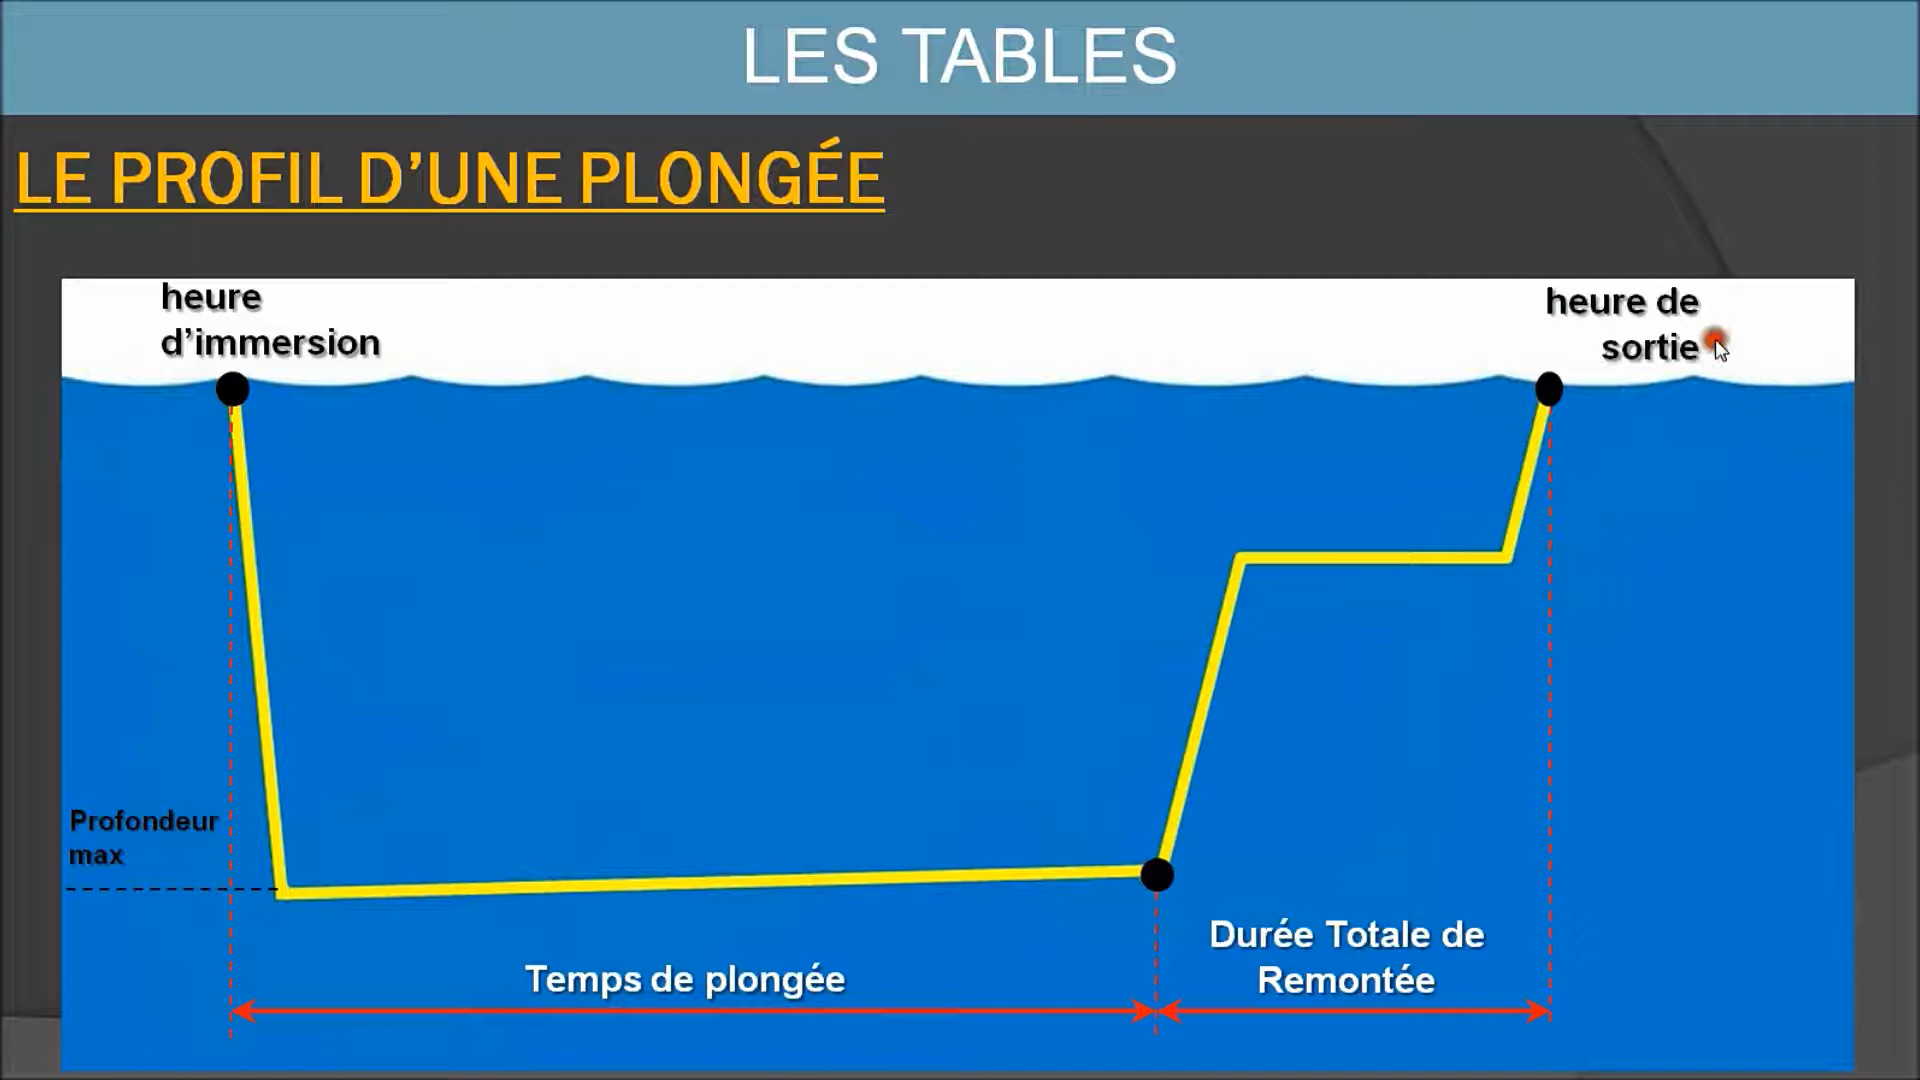 LES TABLES
LE PROFIL D’UNE PLONGÉE
heure
d’immersion
heure de
sortie
Profondeur
max
Temps de plongée
Durée Totale de
Remontée